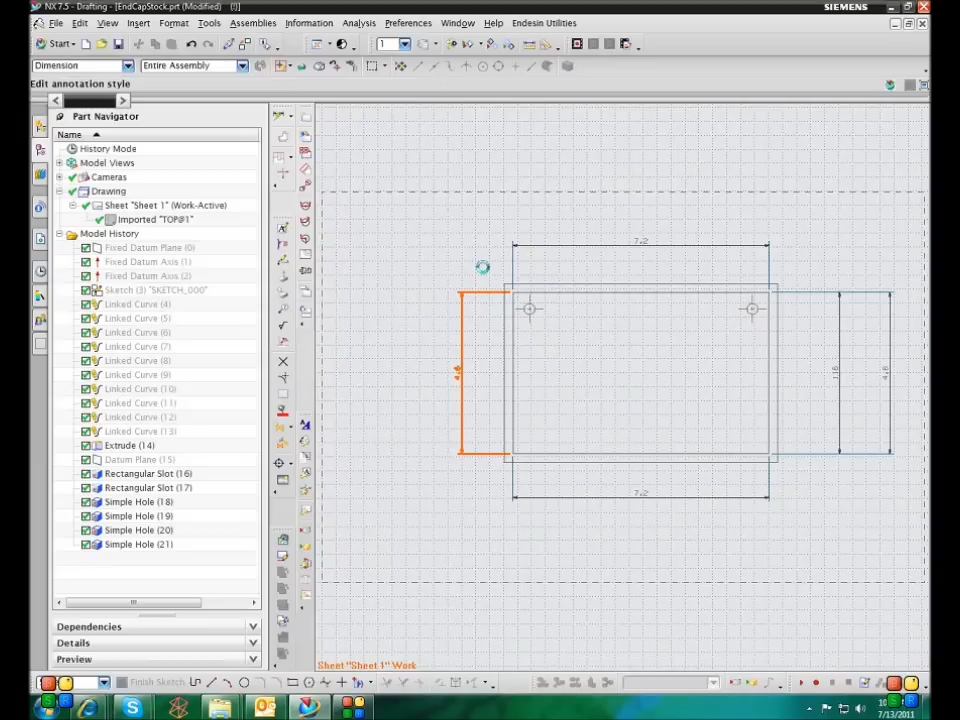 NX 7.5 - Drafting - [EndCapStock.prt (Modified) (!)]
SIEMENS
File Edit View Insert Format Tools Assemblies Information Analysis Preferences Window Help Endesin Utilities
Start
1
Dimension
Entire Assembly
Edit annotation style
Part Navigator
Name
History Mode
Model Views
Cameras
Drawing
Sheet "Sheet 1" (Work-Active)
Imported "TOP@1"
Model History
Fixed Datum Plane (0)
Fixed Datum Axis (1)
Fixed Datum Axis (2)
Sketch (3) "SKETCH_000"
Linked Curve (4)
Linked Curve (5)
Linked Curve (6)
Linked Curve (7)
Linked Curve (8)
Linked Curve (9)
Linked Curve (10)
Linked Curve (11)
Linked Curve (12)
Linked Curve (13)
Extrude (14)
Datum Plane (15)
Rectangular Slot (16)
Rectangular Slot (17)
Simple Hole (18)
Simple Hole (19)
Simple Hole (20)
Simple Hole (21)
Dependencies
Details
Preview
7.2
4.6
116
7.2
Sheet "Sheet 1" Work
Finish Sketch
7/13/2011